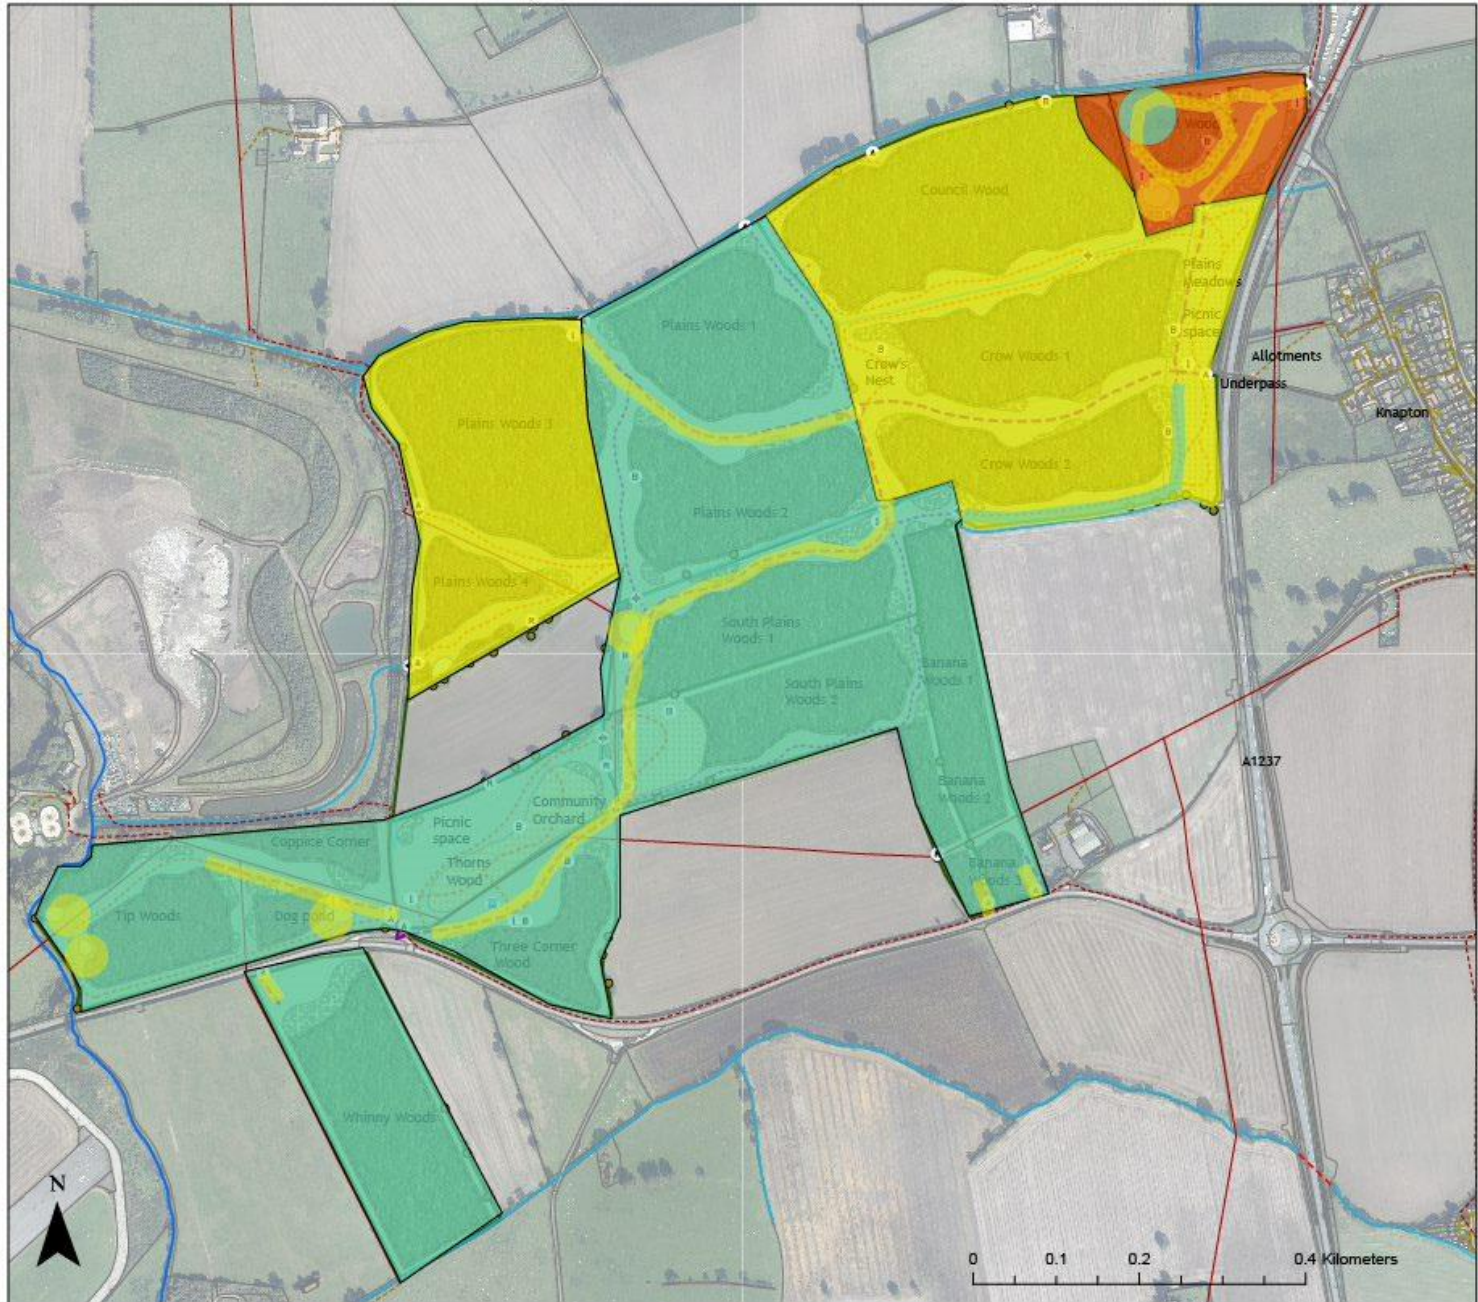 Council Wood
Plains
Meadows
Picnic
space
Plains Woods 1
Crow Woods 1
Crow's
Nest
Allotments
Underpass
Knapton
Plains Woods 3
Crow Woods 2
Plains Woods 2
Plains Woods 4
South Plains
Woods 1
Banana
Woods 1
South Plains
Woods 2
A1237
Banana
Woods 2
Community
Orchard
Picnic
space
Coppice Corner
Thorns
Wood
Banana
Woods 3
Tip Woods
Dog pond
Three Corner
Wood
Whinny Woods
N
0 0.1 0.2 0.4 Kilometers